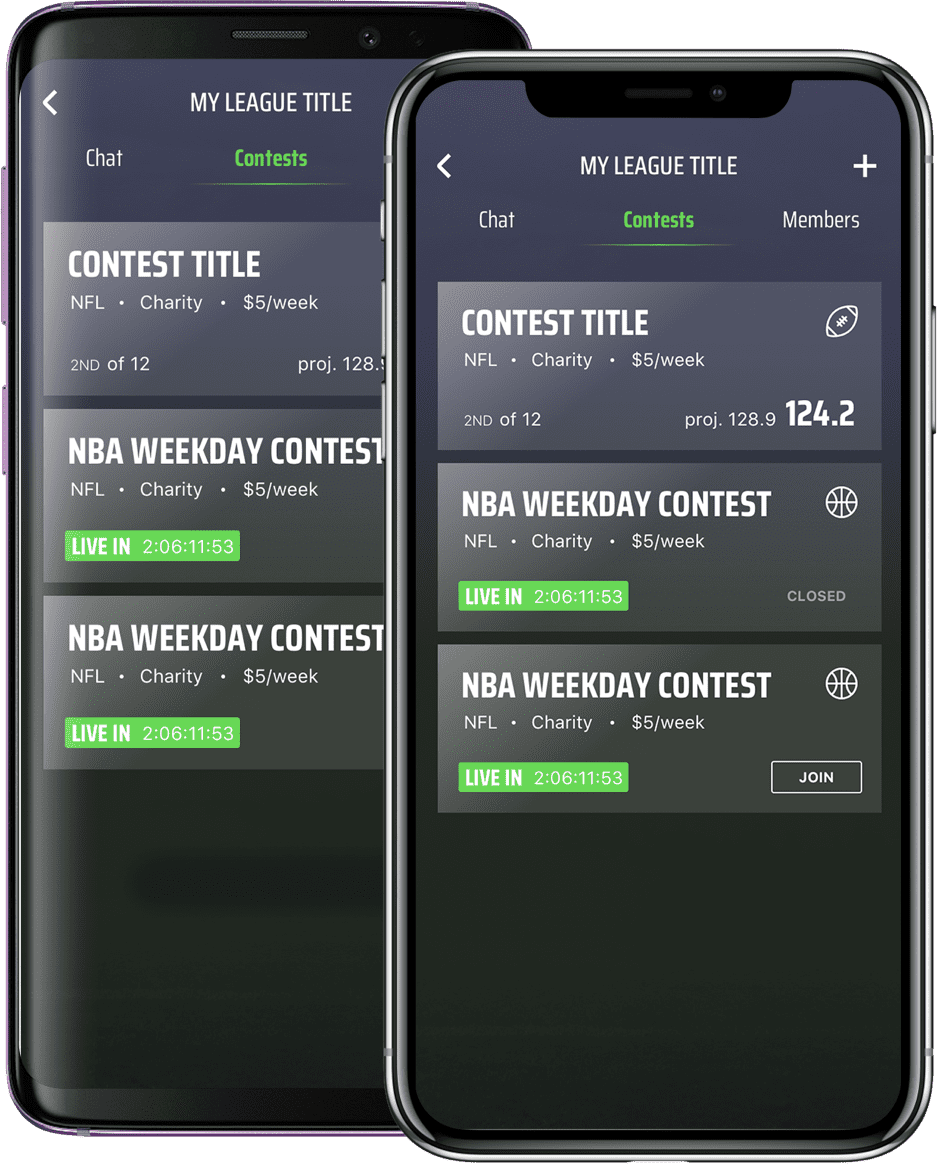 MY LEAGUE TITLE
Chat Contests
CONTEST TITLE
NFL • Charity • $5/week
2ND of 12 proj. 128.9
NBA WEEKDAY CONTEST
NFL • Charity • $5/week
LIVE IN 2:06:11:53
NBA WEEKDAY CONTEST
NFL • Charity • $5/week
LIVE IN 2:06:11:53
MY LEAGUE TITLE
Chat Contests Members
CONTEST TITLE
NFL • Charity • $5/week
2ND of 12 proj. 128.9 124.2
NBA WEEKDAY CONTEST
NFL • Charity • $5/week
LIVE IN 2:06:11:53 CLOSED
NBA WEEKDAY CONTEST
NFL • Charity • $5/week
LIVE IN 2:06:11:53 JOIN